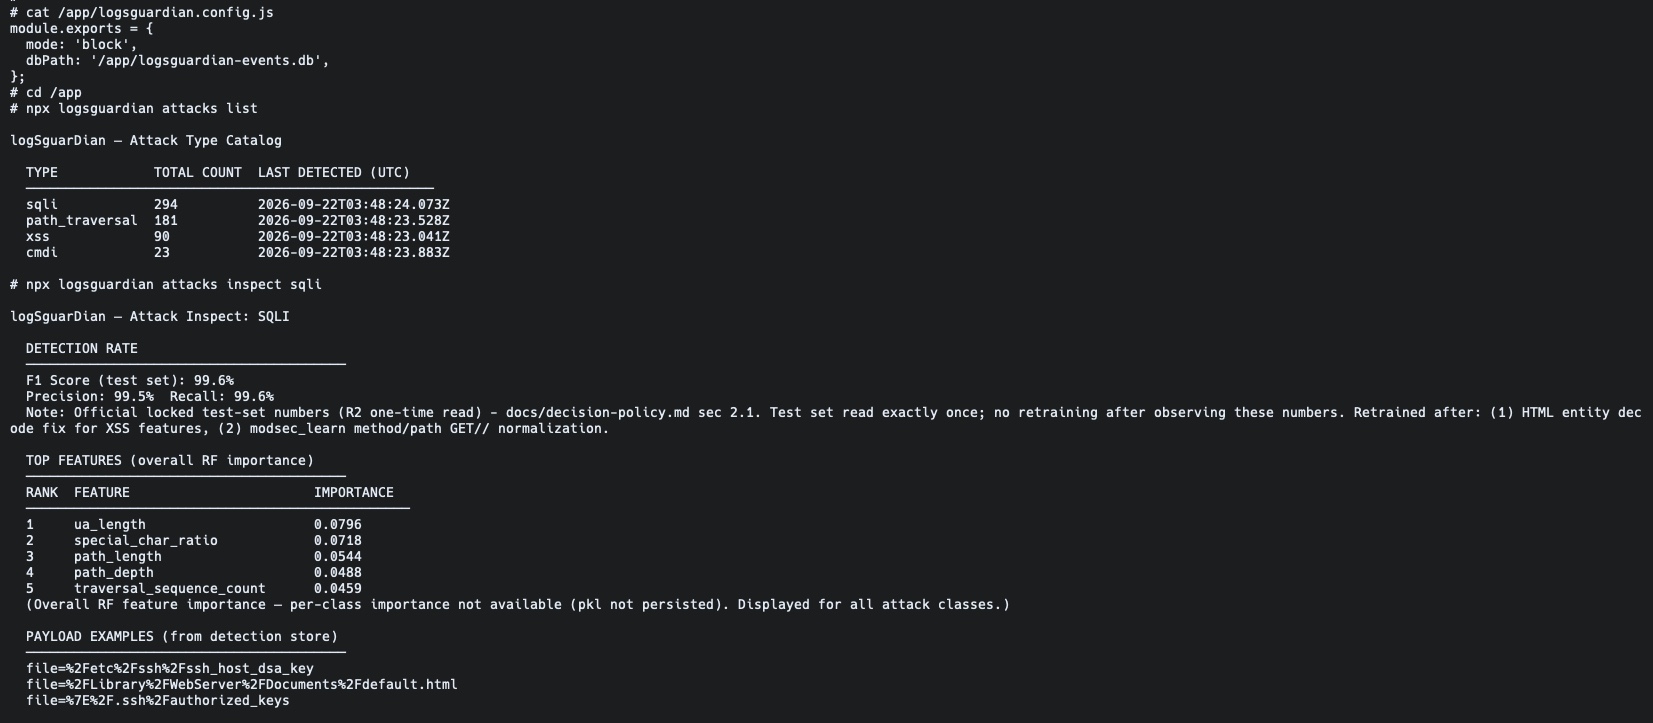 # cat /app/logsguardian.config.js
module.exports = {
  mode: 'block',
  dbPath: '/app/logsguardian-events.db',
};
# cd /app
# npx logsguardian attacks list

logSguarDian — Attack Type Catalog

  TYPE            TOTAL COUNT  LAST DETECTED (UTC)
  sqli            294          2026-09-22T03:48:24.073Z
  path_traversal  181          2026-09-22T03:48:23.528Z
  xss             90           2026-09-22T03:48:23.041Z
  cmdi            23           2026-09-22T03:48:23.883Z

# npx logsguardian attacks inspect sqli

logSguarDian — Attack Inspect: SQLI

  DETECTION RATE
  F1 Score (test set): 99.6%
  Precision: 99.5%  Recall: 99.6%
  Note: Official locked test-set numbers (R2 one-time read) - docs/decision-policy.md sec 2.1. Test set read exactly once; no retraining after observing these numbers. Retrained after: (1) HTML entity dec
ode fix for XSS features, (2) modsec_learn method/path GET// normalization.

  TOP FEATURES (overall RF importance)
  RANK  FEATURE                       IMPORTANCE
  1     ua_length                     0.0796
  2     special_char_ratio            0.0718
  3     path_length                   0.0544
  4     path_depth                    0.0488
  5     traversal_sequence_count      0.0459
  (Overall RF feature importance — per-class importance not available (pkl not persisted). Displayed for all attack classes.)

  PAYLOAD EXAMPLES (from detection store)
  file=%2Fetc%2Fssh%2Fssh_host_dsa_key
  file=%2FLibrary%2FWebServer%2FDocuments%2Fdefault.html
  file=%7E%2F.ssh%2Fauthorized_keys